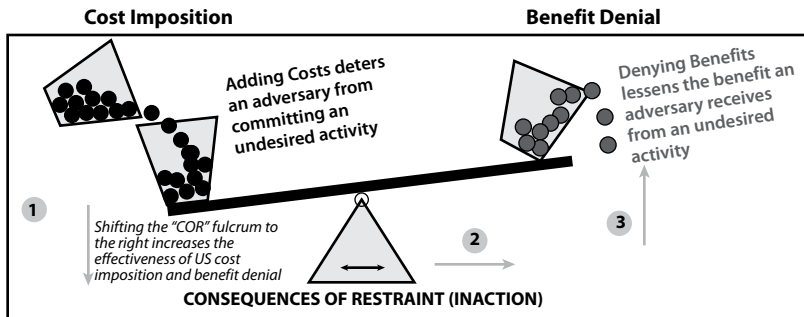 Cost Imposition
Benefit Denial
Adding Costs deters
an adversary from
committing an
undesired activity
Denying Benefits
lessens the benefit an
adversary receives
from an undesired
activity
1
Shifting the “COR” fulcrum to
the right increases the
effectiveness of US cost
imposition and benefit denial
2
3
CONSEQUENCES OF RESTRAINT (INACTION)